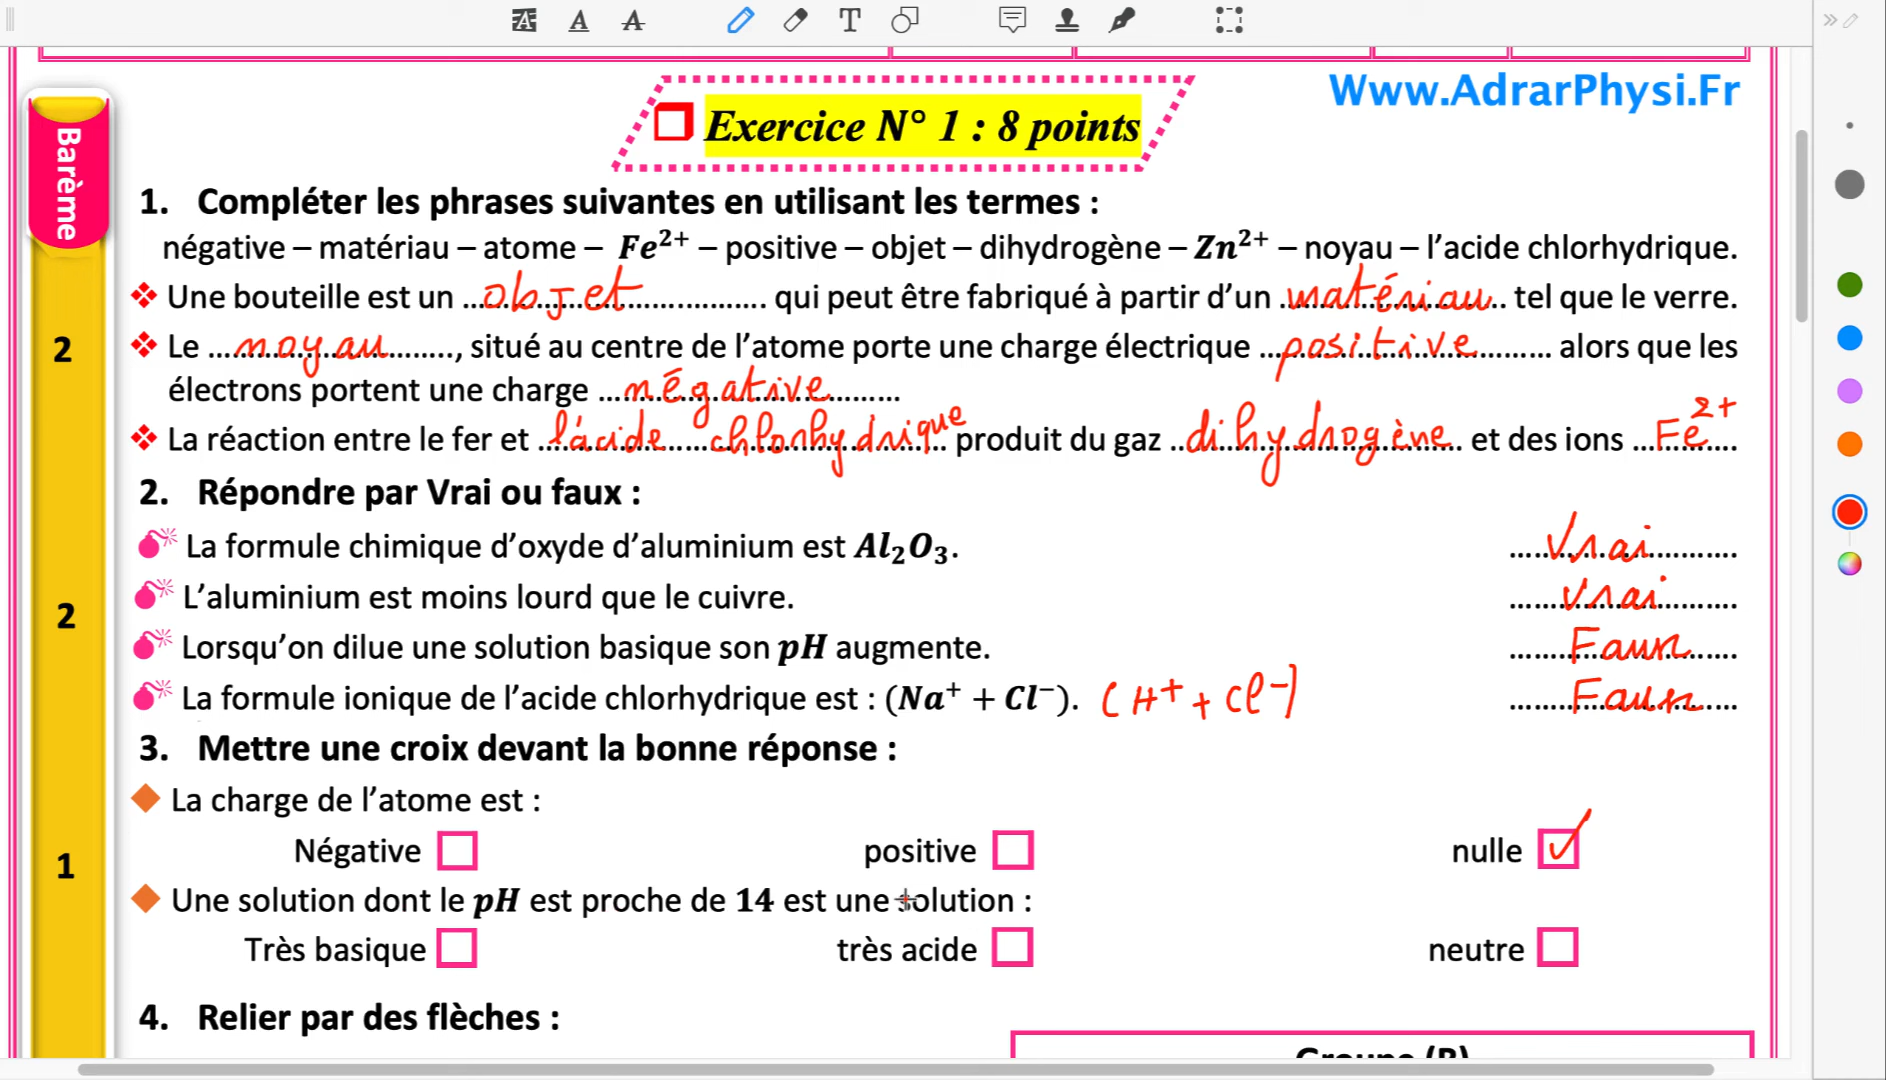 Www.AdrarPhysi.Fr
Exercice N° 1 : 8 points
Barème
1. Compléter les phrases suivantes en utilisant les termes :
négative – matériau – atome – Fe²⁺ – positive – objet – dihydrogène – Zn²⁺ – noyau – l’acide chlorhydrique.
❖ Une bouteille est un ... objet ... qui peut être fabriqué à partir d’un ... matériau ... tel que le verre.
2
❖ Le ... noyau ..., situé au centre de l’atome porte une charge électrique ... positive ... alors que les
électrons portent une charge ... négative ...
❖ La réaction entre le fer et ... l'acide chlorhydrique ... produit du gaz ... dihydrogène ... et des ions ... Fe²⁺ ...
2. Répondre par Vrai ou faux :
La formule chimique d’oxyde d’aluminium est Al₂O₃. ... Vrai ...
2
L’aluminium est moins lourd que le cuivre. ... vrai ...
Lorsqu’on dilue une solution basique son pH augmente. ... Faux ...
La formule ionique de l’acide chlorhydrique est : (Na⁺ + Cl⁻). (H⁺ + Cl⁻) ... Faux ...
3. Mettre une croix devant la bonne réponse :
La charge de l’atome est :
1
Négative positive nulle ✓
Une solution dont le pH est proche de 14 est une solution :
Très basique très acide neutre
4. Relier par des flèches :
Groupe (B)